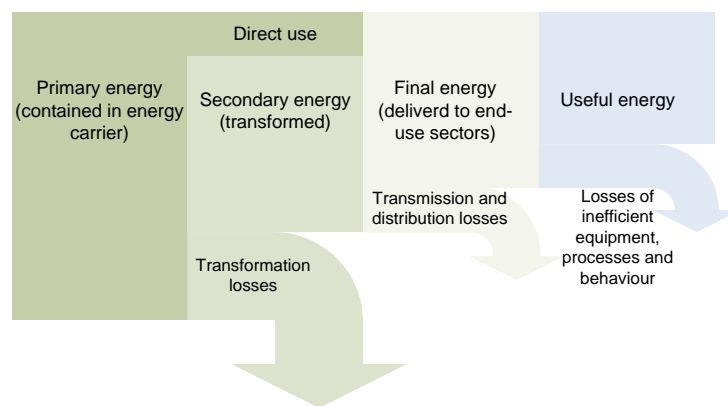 Direct use
Primary energy
(contained in energy
carrier)
Secondary energy
(transformed)
Final energy
(deliverd to end-
use sectors)
Useful energy
Transformation
losses
Transmission and
distribution losses
Losses of
inefficient
equipment,
processes and
behaviour